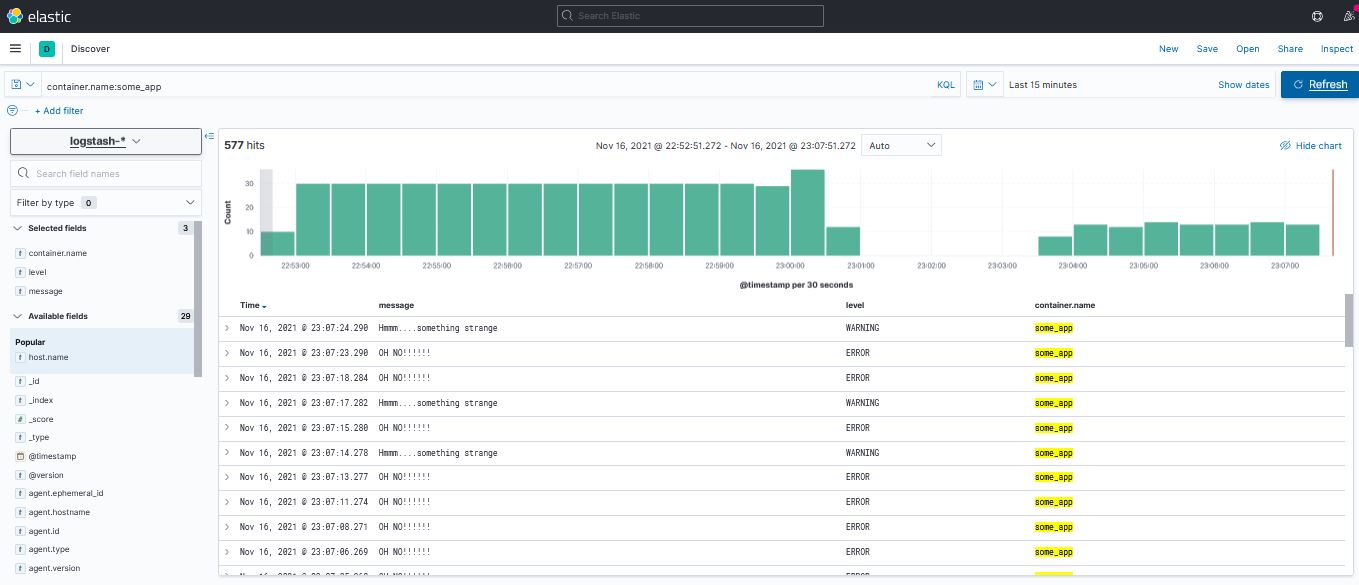 elastic Search Elastic
D Discover New Save Open Share Inspect
container.name:some_app KQL Last 15 minutes Show dates Refresh
+ Add filter
logstash-*
Search field names
Filter by type 0
Selected fields 3
t container.name
t level
t message
Available fields 29
Popular
t host.name
t _id
t _index
# _score
t _type
@timestamp
t @version
t agent.ephemeral_id
t agent.hostname
t agent.id
t agent.type
t agent.version
577 hits Nov 16, 2021 @ 22:52:51.272 - Nov 16, 2021 @ 23:07:51.272 Auto Hide chart
Count
30
20
10
0
22:53:00 22:54:00 22:55:00 22:56:00 22:57:00 22:58:00 22:59:00 23:00:00 23:01:00 23:02:00 23:03:00 23:04:00 23:05:00 23:06:00 23:07:00
@timestamp per 30 seconds
Time message level container.name
Nov 16, 2021 @ 23:07:24.290 Hmmm....something strange WARNING some_app
Nov 16, 2021 @ 23:07:23.290 OH NO!!!!!! ERROR some_app
Nov 16, 2021 @ 23:07:18.284 OH NO!!!!!! ERROR some_app
Nov 16, 2021 @ 23:07:17.282 Hmmm....something strange WARNING some_app
Nov 16, 2021 @ 23:07:15.280 OH NO!!!!!! ERROR some_app
Nov 16, 2021 @ 23:07:14.278 Hmmm....something strange WARNING some_app
Nov 16, 2021 @ 23:07:13.277 OH NO!!!!!! ERROR some_app
Nov 16, 2021 @ 23:07:11.274 OH NO!!!!!! ERROR some_app
Nov 16, 2021 @ 23:07:08.271 OH NO!!!!!! ERROR some_app
Nov 16, 2021 @ 23:07:06.269 OH NO!!!!!! ERROR some_app